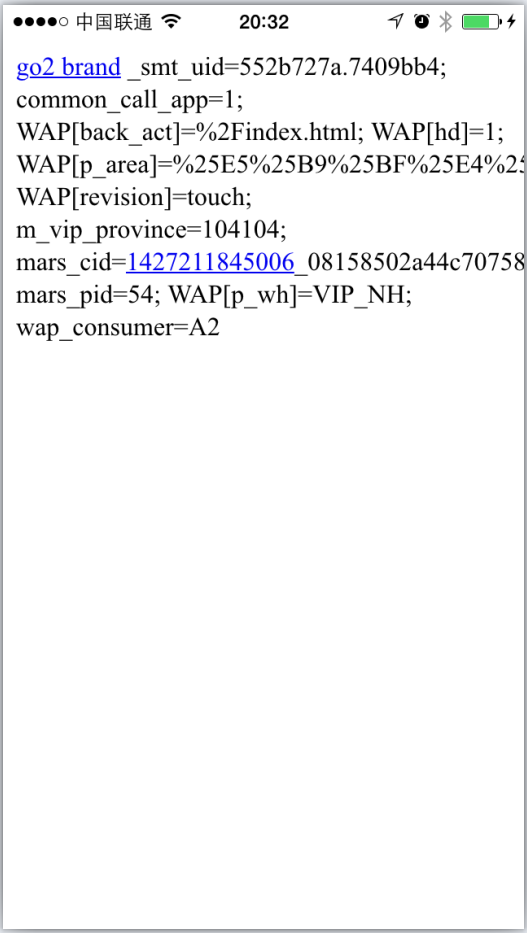 中国联通 20:32
go2 brand _smt_uid=552b727a.7409bb4;
common_call_app=1;
WAP[back_act]=%2Findex.html; WAP[hd]=1;
WAP[p_area]=%25E5%25B9%25BF%25E4%25
WAP[revision]=touch;
m_vip_province=104104;
mars_cid=1427211845006_08158502a44c70758
mars_pid=54; WAP[p_wh]=VIP_NH;
wap_consumer=A2